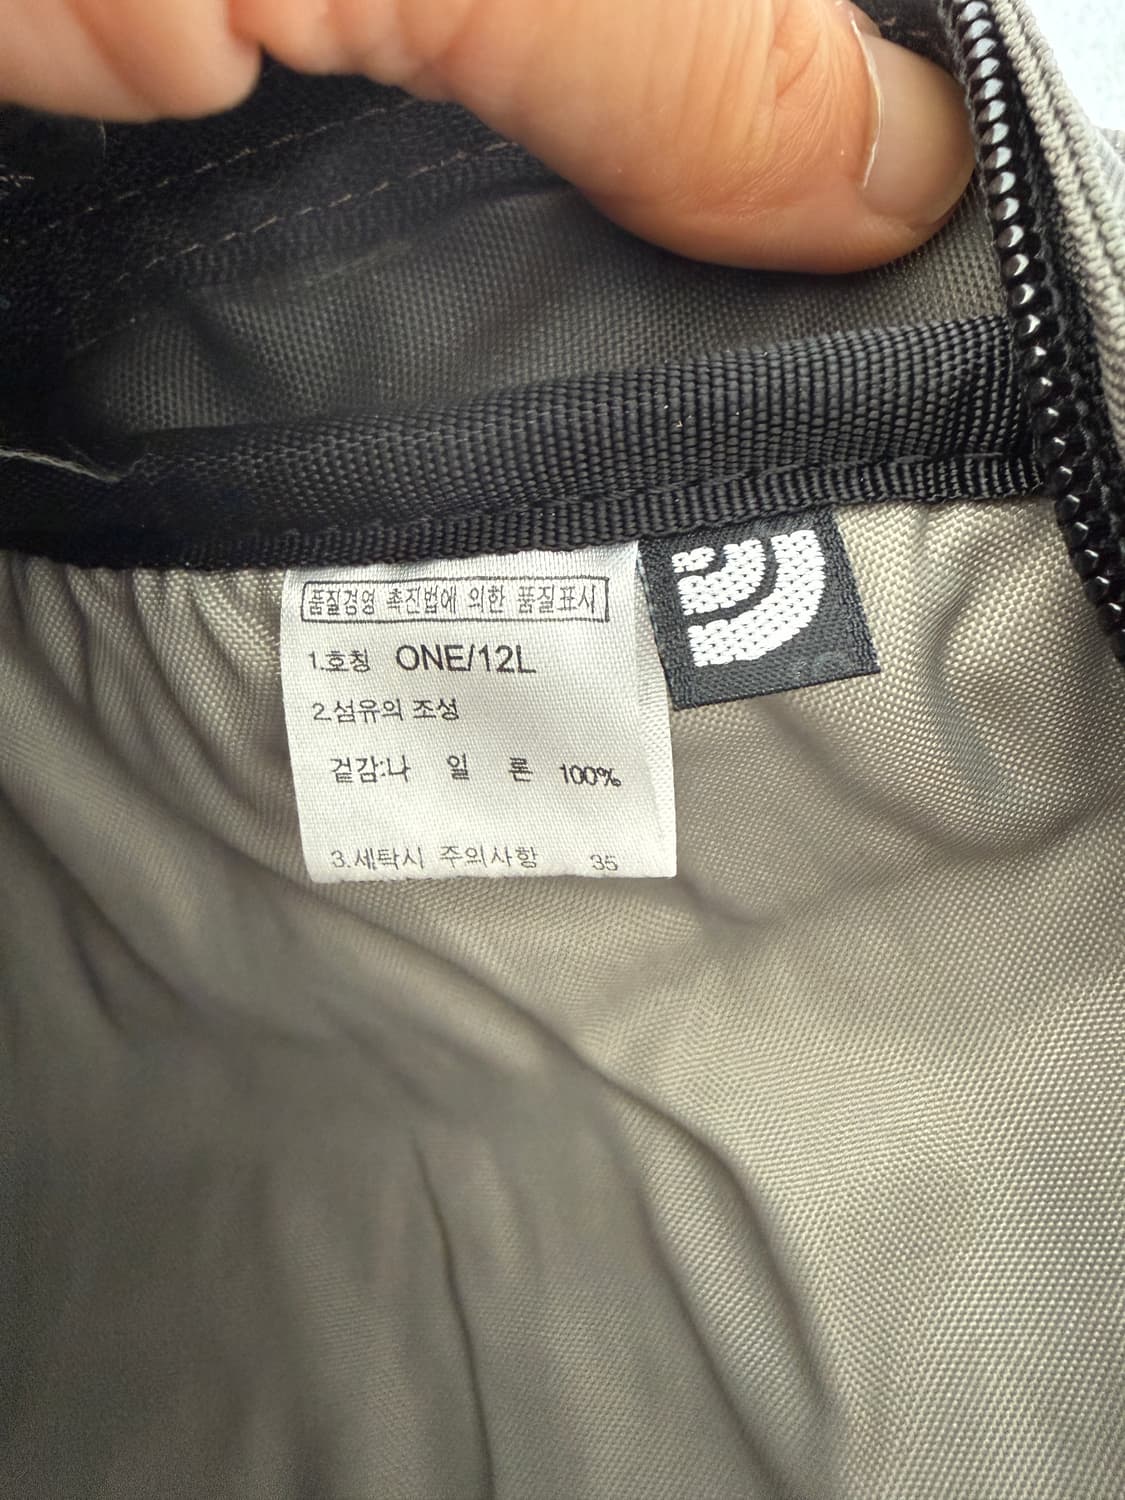 품질경영 촉진법에 의한 품질표시
1.호칭 ONE/12L
2.섬유의 조성
겉감:나 일 론 100%
3.세탁시 주의사항 35